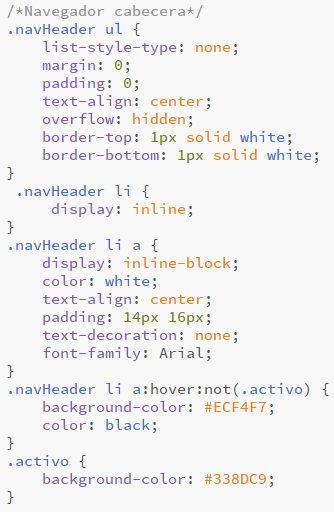 /*Navegador cabecera*/
.navHeader ul {
    list-style-type: none;
    margin: 0;
    padding: 0;
    text-align: center;
    overflow: hidden;
    border-top: 1px solid white;
    border-bottom: 1px solid white;
}
 .navHeader li {
     display: inline;
}
.navHeader li a {
    display: inline-block;
    color: white;
    text-align: center;
    padding: 14px 16px;
    text-decoration: none;
    font-family: Arial;
}
.navHeader li a:hover:not(.activo) {
    background-color: #ECF4F7;
    color: black;
}
.activo {
    background-color: #338DC9;
}